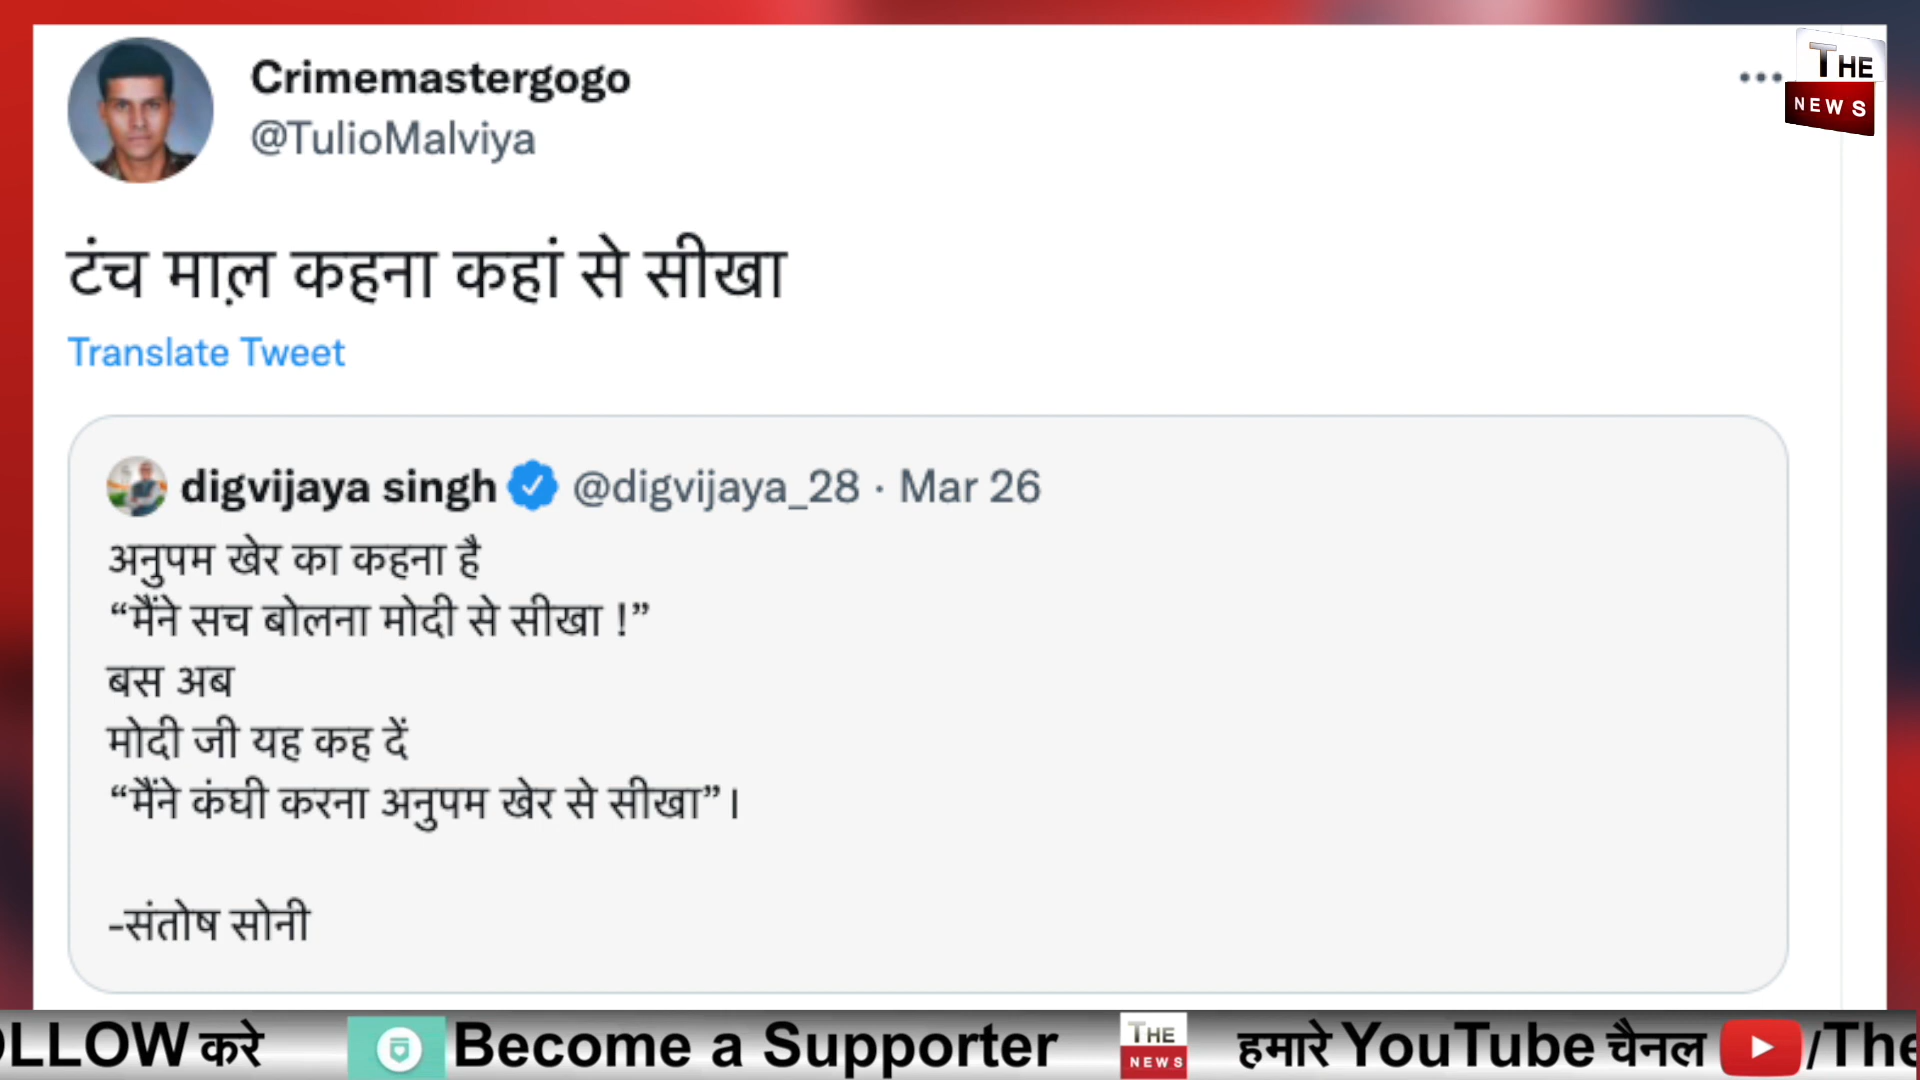 Crimemastergogo
@TulioMalviya
THE
NEWS
टंच माल़ कहना कहां से सीखा
Translate Tweet
digvijaya singh @digvijaya_28 · Mar 26
अनुपम खेर का कहना है
“मैंने सच बोलना मोदी से सीखा !”
बस अब
मोदी जी यह कह दें
“मैंने कंघी करना अनुपम खेर से सीखा”।
-संतोष सोनी
OLLOW करे Become a Supporter THE NEWS हमारे YouTube चैनल /The